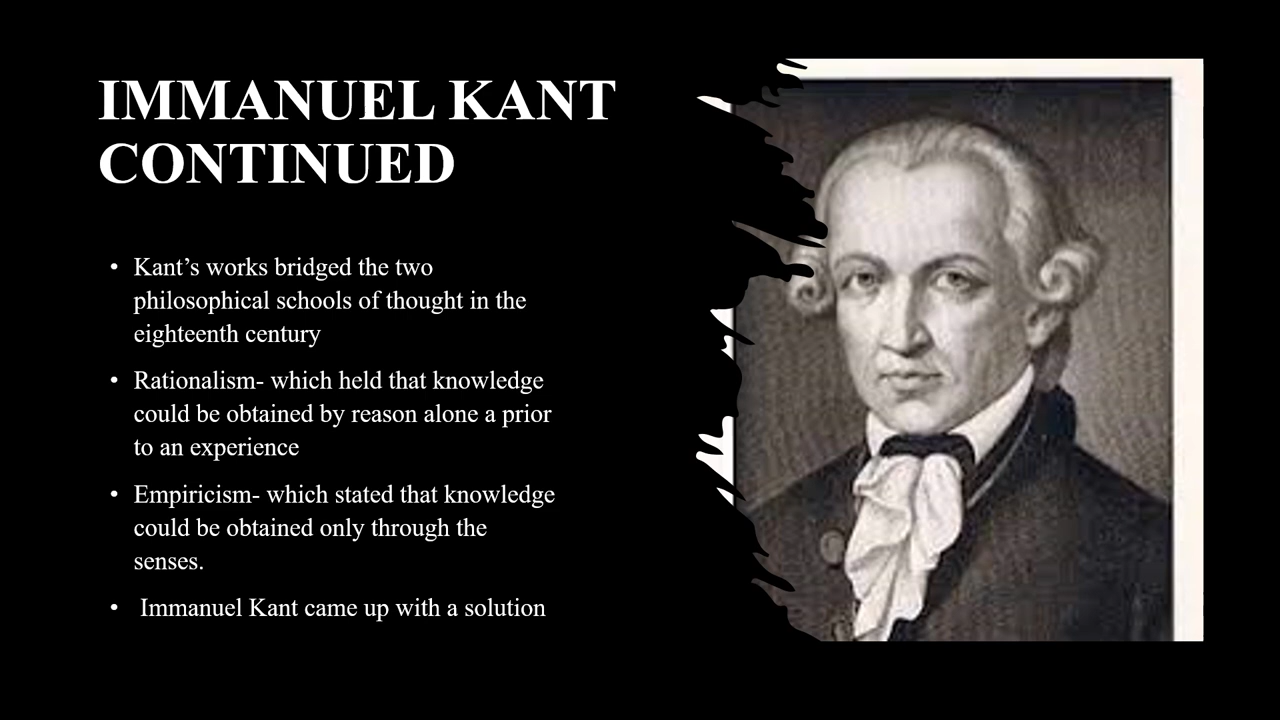 IMMANUEL KANT
CONTINUED
• Kant’s works bridged the two
philosophical schools of thought in the
eighteenth century
• Rationalism- which held that knowledge
could be obtained by reason alone a prior
to an experience
• Empiricism- which stated that knowledge
could be obtained only through the
senses.
• Immanuel Kant came up with a solution